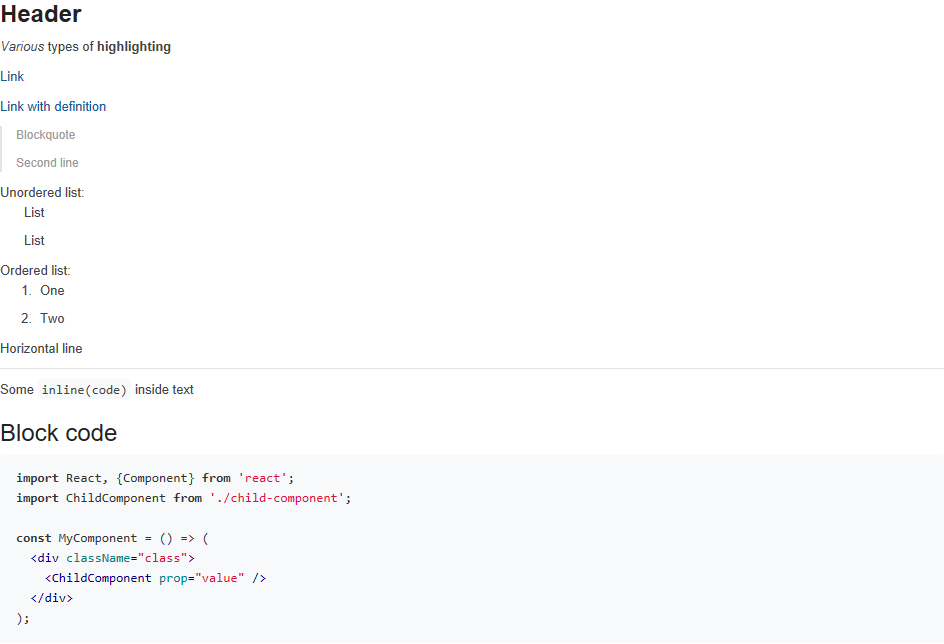 Header
Various types of highlighting
Link
Link with definition
Blockquote
Second line
Unordered list:
List
List
Ordered list:
1. One
2. Two
Horizontal line
Some inline(code) inside text
Block code
import React, {Component} from 'react';
import ChildComponent from './child-component';
const MyComponent = () => (
  <div className="class">
    <ChildComponent prop="value" />
  </div>
);